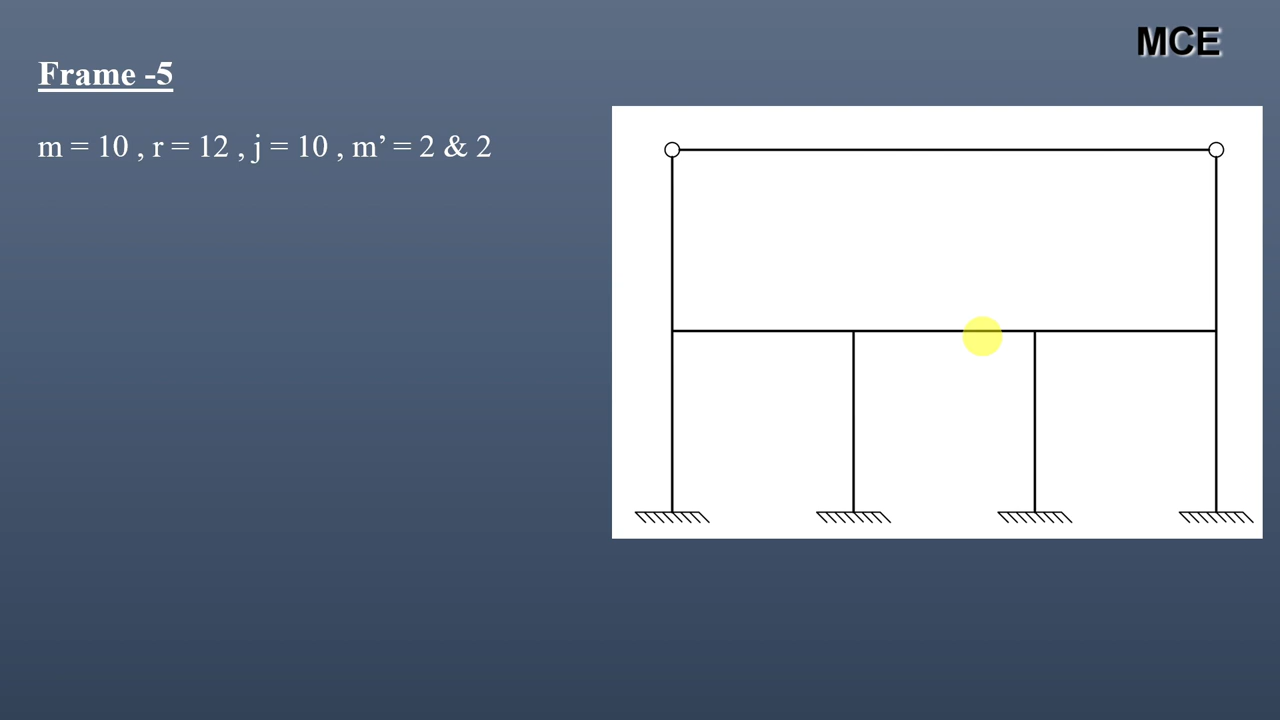 MCE
Frame -5
m = 10 , r = 12 , j = 10 , m’ = 2 & 2